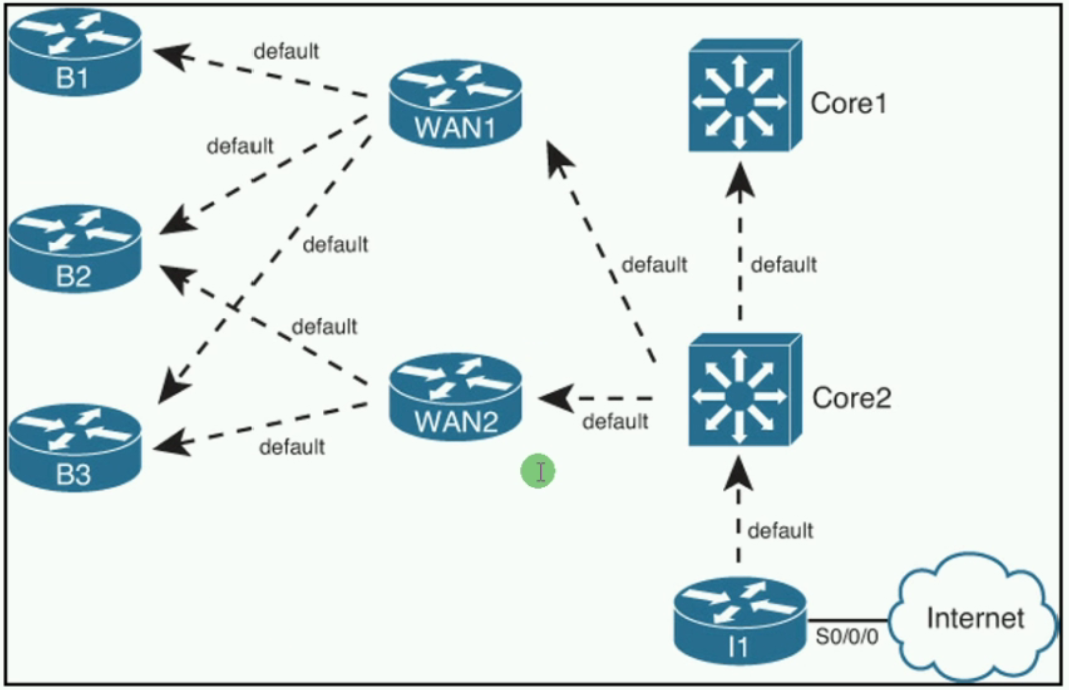 default
B1
WAN1
Core1
default
default
default
default
B2
default
WAN2
Core2
default
default
B3
default
Internet
S0/0/0
I1